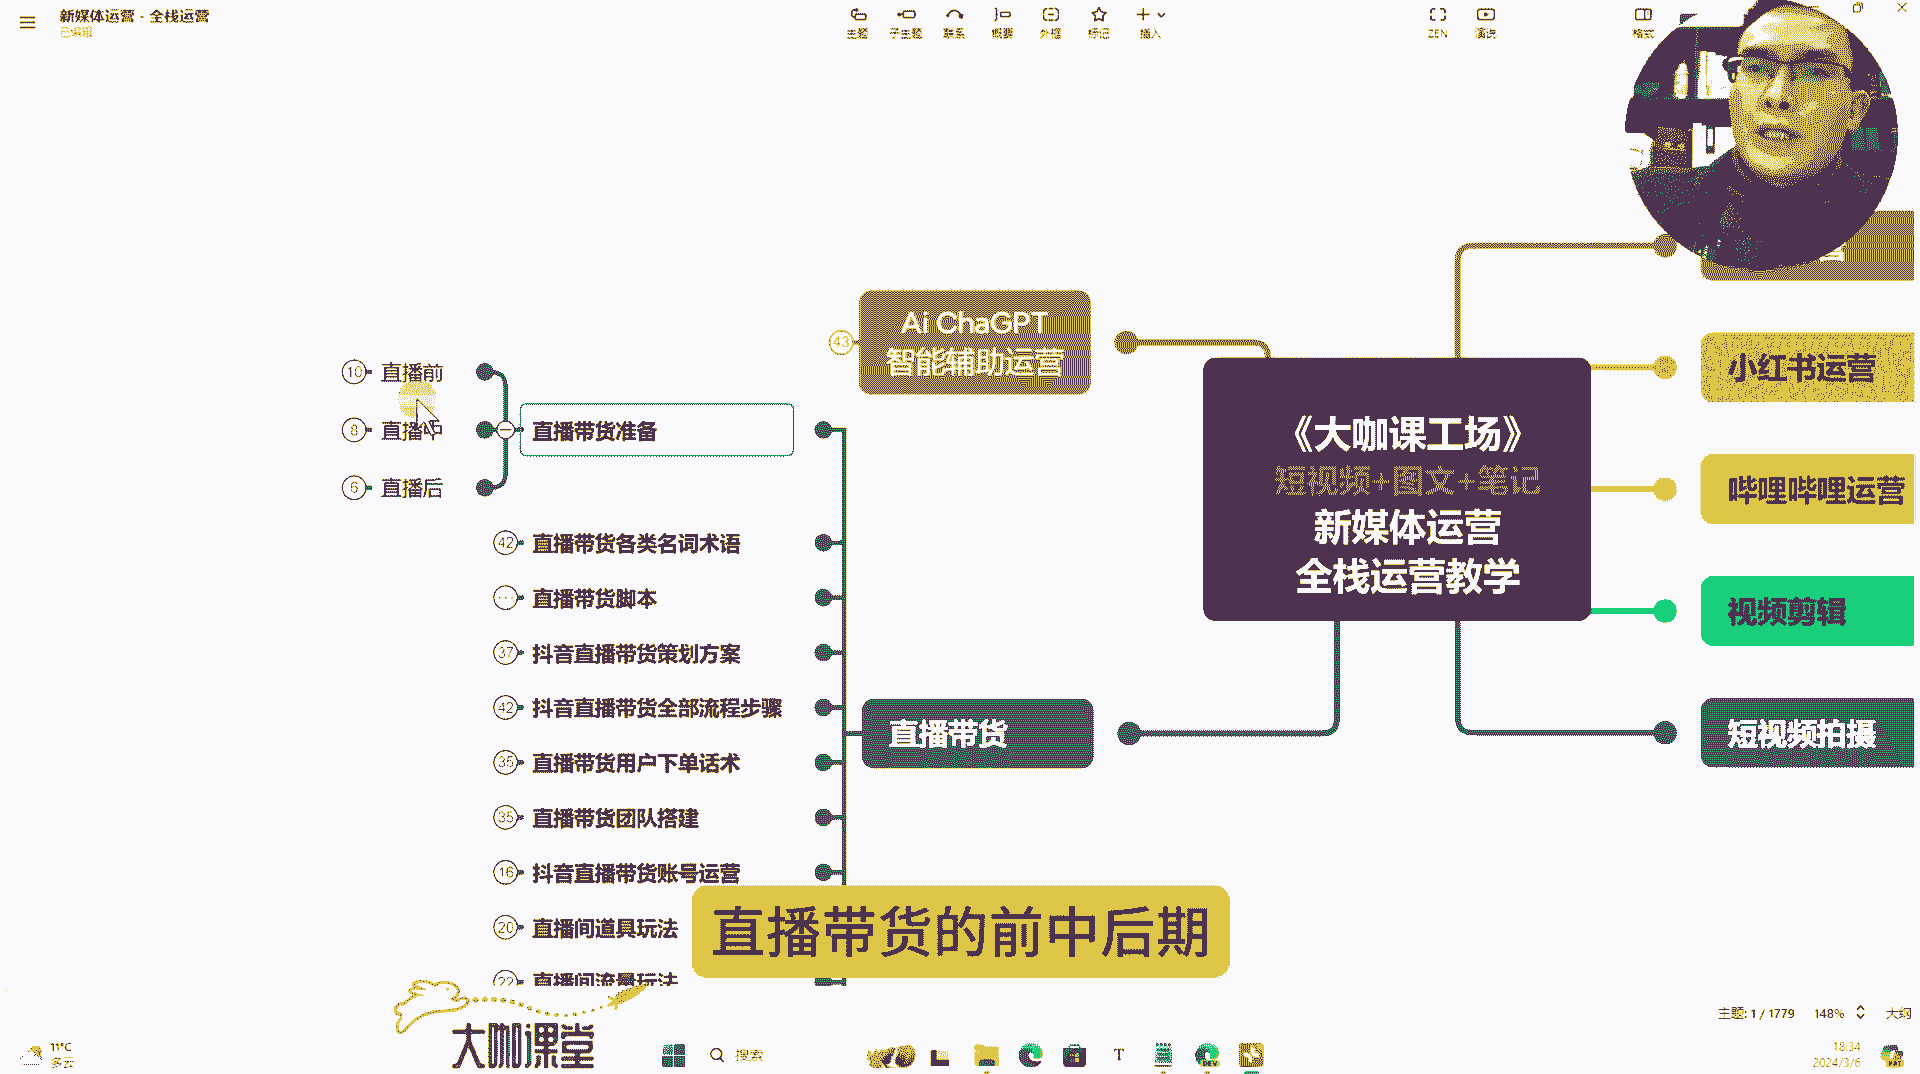 新媒体运营 - 全栈运营
已编辑
主题
子主题
联系
概要
外框
标记
插入
ZEN
演说
格式
Ai ChaGPT
智能辅助运营
43
10
直播前
8
直播中
6
直播后
直播带货准备
42
直播带货各类名词术语
直播带货脚本
37
抖音直播带货策划方案
42
抖音直播带货全部流程步骤
35
直播带货用户下单话术
35
直播带货团队搭建
16
抖音直播带货账号运营
20
直播间道具玩法
22
直播间流量玩法
直播带货
《大咖课工场》
短视频+图文+笔记
新媒体运营
全栈运营教学
小红书运营
哔哩哔哩运营
视频剪辑
短视频拍摄
直播带货的前中后期
大咖课堂
主题: 1 / 1779
148%
大纲
11°C
多云
搜索
T
DEV
18:34
2024/3/6